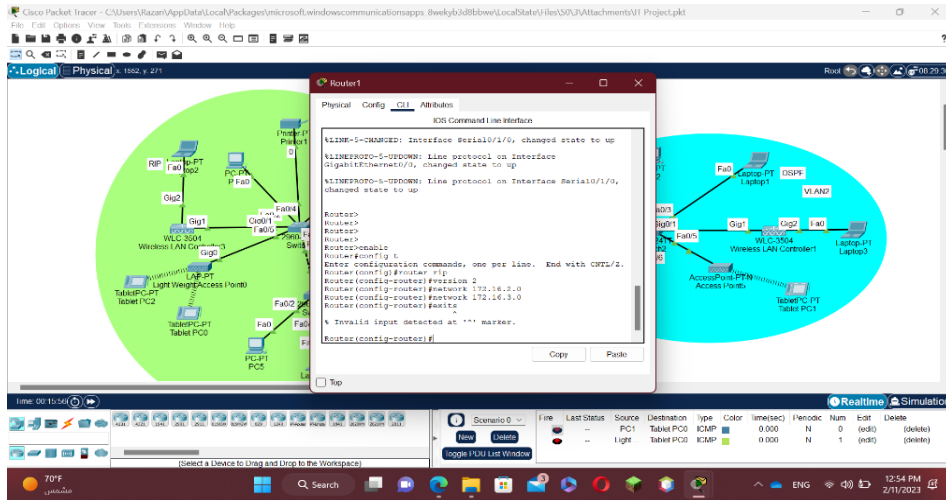 Cisco Packet Tracer - C:\Users\Razan\AppData\Local\Packages\microsoft.windowscommunicationsapps_8wekyb3d8bbwe\LocalState\Files\S0\3\Attachments\IT Project.pkt
File Edit Options View Tools Extensions Window Help
Logical Physical x: 1562, y: 271
Root
Router1
Physical Config CLI Attributes
IOS Command Line Interface
%LINK-5-CHANGED: Interface Serial0/1/0, changed state to up
%LINEPROTO-5-UPDOWN: Line protocol on Interface
GigabitEthernet0/0, changed state to up
%LINEPROTO-5-UPDOWN: Line protocol on Interface Serial0/1/0,
changed state to up
Router>
Router>
Router>
Router>
Router>enable
Router#config t
Enter configuration commands, one per line. End with CNTL/Z.
Router(config)#router rip
Router(config-router)#version 2
Router(config-router)#network 172.16.2.0
Router(config-router)#network 172.16.3.0
Router(config-router)#exits
^
% Invalid input detected at '^' marker.
Router(config-router)#
Copy Paste
Top
Printer1
RIP
Fa0
Fa0
Gig2
Gig1
Fa0/4
Fa0/5
WLC-3504
Wireless LAN
Gig0
LAP-PT
Light Weight Access Point0
TabletPC-PT
Tablet PC2
TabletPC-PT
Tablet PC0
Fa0/2
Fa0
PC-PT
PC5
Fa0
Laptop-PT
Laptop1
OSPF
VLAN2
Fa0/5
Gig1
Gig2
Fa0
WLC-3504
Wireless LAN Controller1
Laptop-PT
Laptop3
Access Point5
TabletPC-PT
Tablet PC1
Time: 00:15:56
Realtime
Simulation
Scenario 0
New Delete
Toggle PDU List Window
Fire Last Status Source Destination Type Color Time(sec) Periodic Num Edit Delete
-- PC1 Tablet PC0 ICMP 0.000 N 0 (edit) (delete)
-- Light Tablet PC0 ICMP 0.000 N 1 (edit) (delete)
(Select a Device to Drag and Drop to the Workspace)
70°F
مشمس
Search
ENG
12:54 PM
2/11/2023